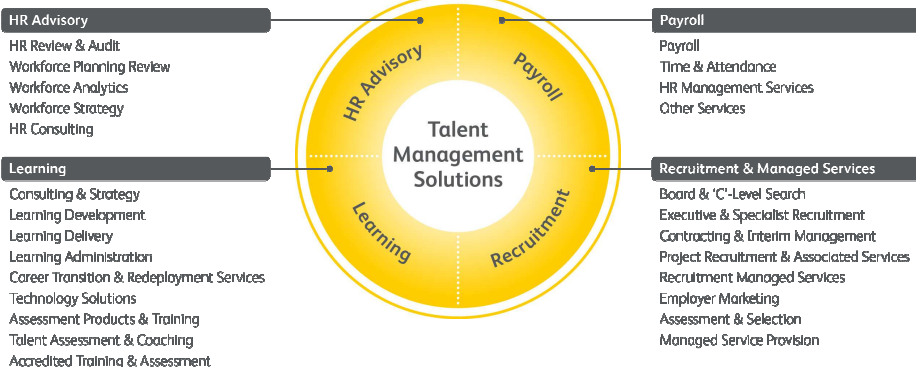 HR Advisory
HR Review & Audit
Workforce Planning Review
Workforce Analytics
Workforce Strategy
HR Consulting
Learning
Consulting & Strategy
Learning Development
Learning Delivery
Learning Administration
Career Transition & Redeployment Services
Technology Solutions
Assessment Products & Training
Talent Assessment & Coaching
Accredited Training & Assessment
HR Advisory
Payroll
Talent
Management
Solutions
Learning
Recruitment
Payroll
Payroll
Time & Attendance
HR Management Services
Other Services
Recruitment & Managed Services
Board & 'C'-Level Search
Executive & Specialist Recruitment
Contracting & Interim Management
Project Recruitment & Associated Services
Recruitment Managed Services
Employer Marketing
Assessment & Selection
Managed Service Provision